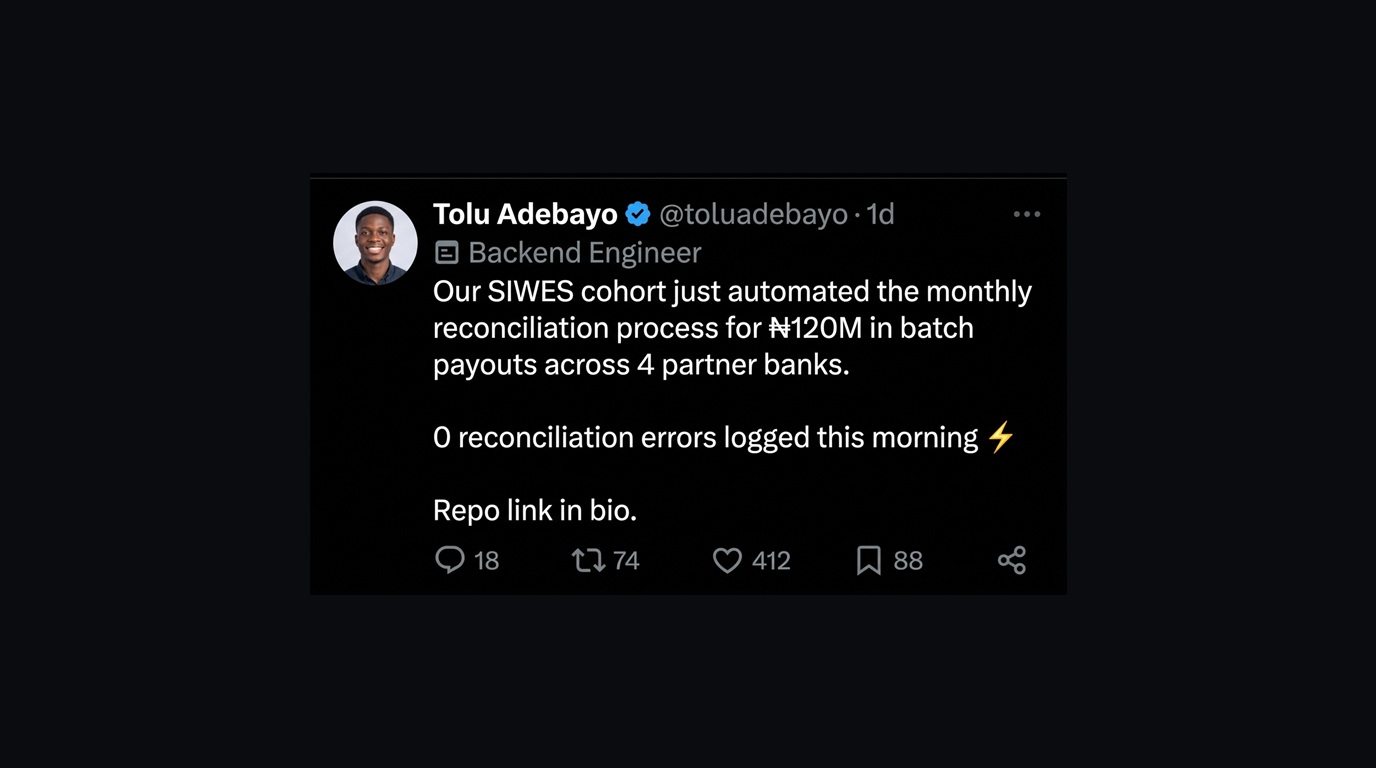 Tolu Adebayo @toluadebayo · 1d
Backend Engineer
Our SIWES cohort just automated the monthly
reconciliation process for ₦120M in batch
payouts across 4 partner banks.
0 reconciliation errors logged this morning ⚡
Repo link in bio.
18 74 412 88